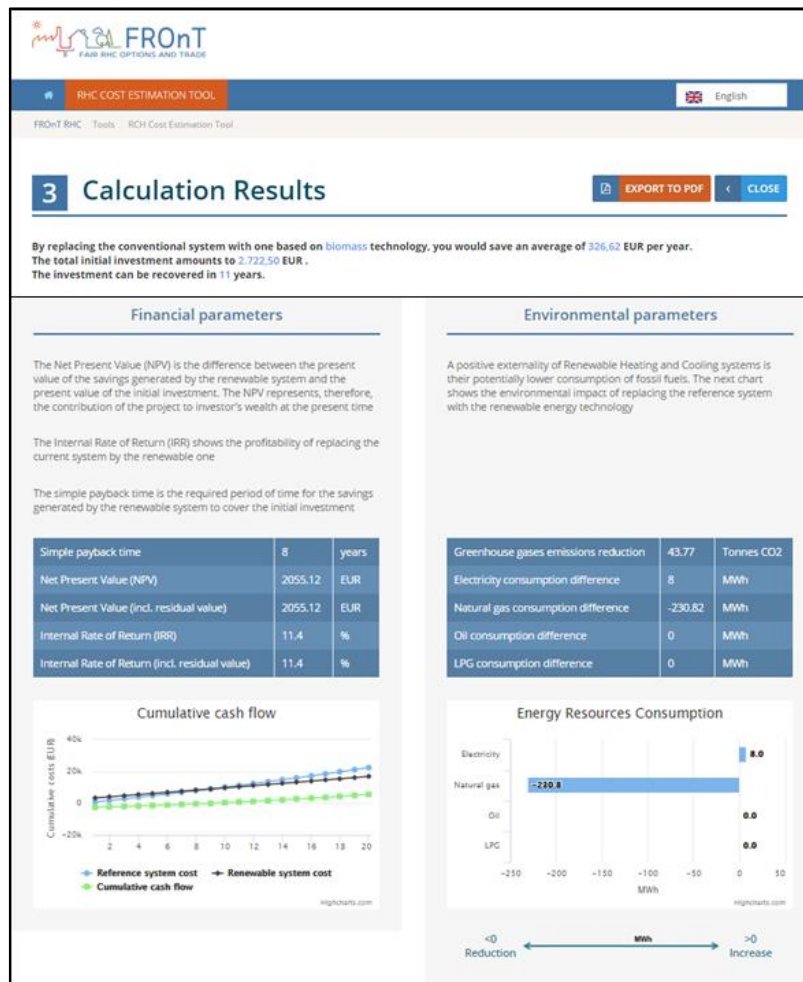 FROnT
FAIR RHC OPTIONS AND TRADE
RHC COST ESTIMATION TOOL
English
FROnT RHC Tools RCH Cost Estimation Tool
3 Calculation Results
EXPORT TO PDF
< CLOSE
By replacing the conventional system with one based on biomass technology, you would save an average of 326,62 EUR per year.
The total initial investment amounts to 2.722,50 EUR .
The investment can be recovered in 11 years.
Financial parameters
The Net Present Value (NPV) is the difference between the present
value of the savings generated by the renewable system and the
present value of the initial investment. The NPV represents, therefore,
the contribution of the project to investor's wealth at the present time
The Internal Rate of Return (IRR) shows the profitability of replacing the
current system by the renewable one
The simple payback time is the required period of time for the savings
generated by the renewable system to cover the initial investment
Simple payback time 8 years
Net Present Value (NPV) 2055.12 EUR
Net Present Value (incl. residual value) 2055.12 EUR
Internal Rate of Return (IRR) 11.4 %
Internal Rate of Return (incl. residual value) 11.4 %
Cumulative cash flow
Cumulative costs (EUR)
40k
20k
0
-20k
2 4 6 8 10 12 14 16 18 20
Reference system cost Renewable system cost
Cumulative cash flow
Highcharts.com
Environmental parameters
A positive externality of Renewable Heating and Cooling systems is
their potentially lower consumption of fossil fuels. The next chart
shows the environmental impact of replacing the reference system
with the renewable energy technology
Greenhouse gases emissions reduction 43.77 Tonnes CO2
Electricity consumption difference 8 MWh
Natural gas consumption difference -230.82 MWh
Oil consumption difference 0 MWh
LPG consumption difference 0 MWh
Energy Resources Consumption
Electricity 8.0
Natural gas -230.8
Oil 0.0
LPG 0.0
-250 -200 -150 -100 -50 0 50
MWh
Highcharts.com
<0 MWh >0
Reduction Increase